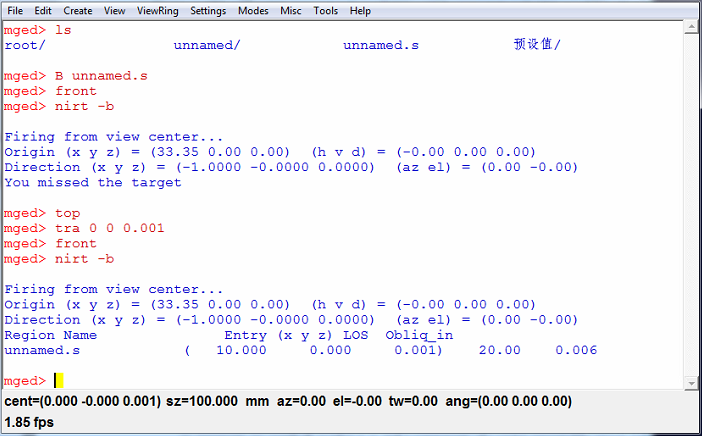 File Edit Create View ViewRing Settings Modes Misc Tools Help
mged> ls
root/ unnamed/ unnamed.s 预设值/
mged> B unnamed.s
mged> front
mged> nirt -b
Firing from view center...
Origin (x y z) = (33.35 0.00 0.00) (h v d) = (-0.00 0.00 0.00)
Direction (x y z) = (-1.0000 -0.0000 0.0000) (az el) = (0.00 -0.00)
You missed the target
mged> top
mged> tra 0 0 0.001
mged> front
mged> nirt -b
Firing from view center...
Origin (x y z) = (33.35 0.00 0.00) (h v d) = (-0.00 0.00 0.00)
Direction (x y z) = (-1.0000 -0.0000 0.0000) (az el) = (0.00 -0.00)
Region Name Entry (x y z) LOS Obliq_in
unnamed.s ( 10.000 0.000 0.001) 20.00 0.006
mged>
cent=(0.000 -0.000 0.001) sz=100.000 mm az=0.00 el=-0.00 tw=0.00 ang=(0.00 0.00 0.00)
1.85 fps